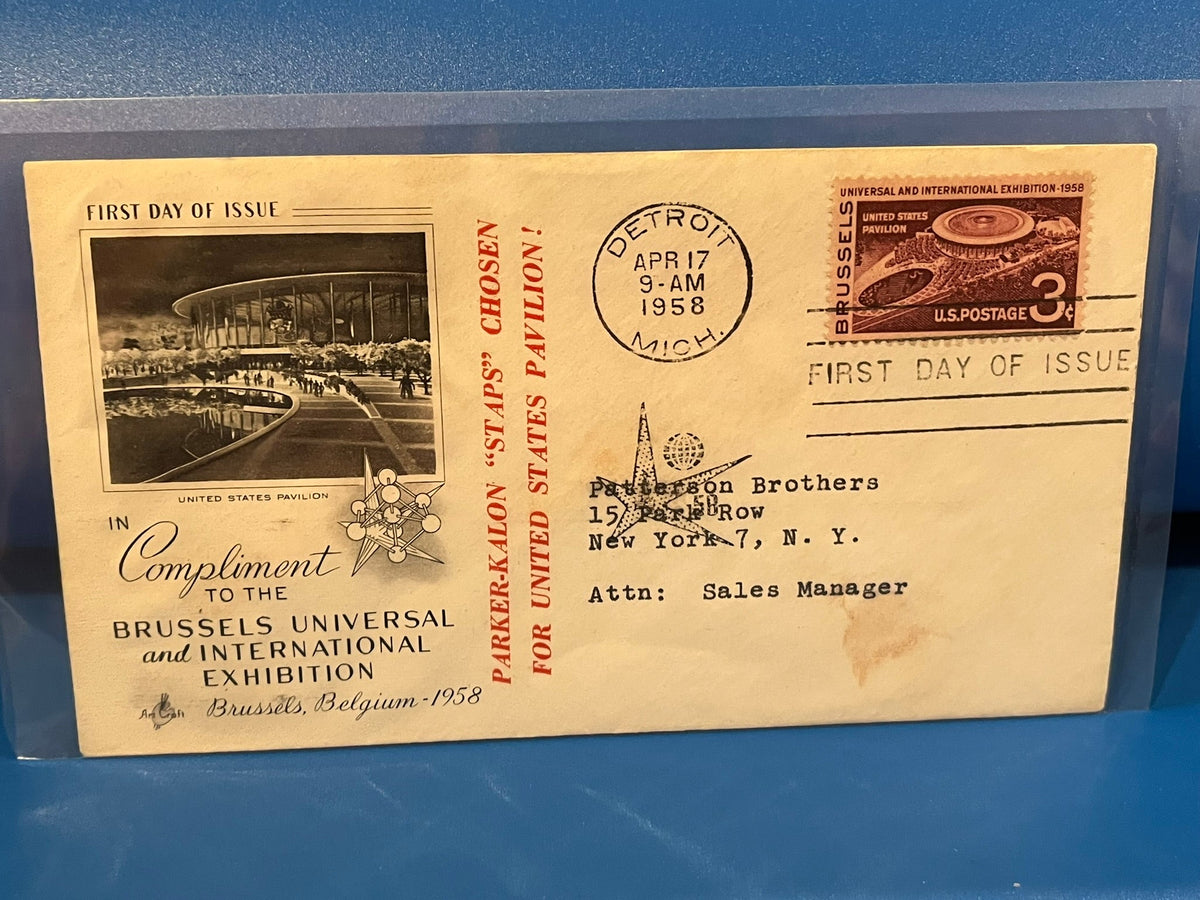 FIRST DAY OF ISSUE
UNITED STATES PAVILION
IN
Compliment
TO THE
BRUSSELS UNIVERSAL
and INTERNATIONAL
EXHIBITION
Brussels, Belgium - 1958
Art Craft
PARKER-KALON "STAPS" CHOSEN
FOR UNITED STATES PAVILION!
DETROIT
APR 17
9-AM
1958
MICH.
UNIVERSAL AND INTERNATIONAL EXHIBITION-1958
BRUSSELS
UNITED STATES
PAVILION
U.S. POSTAGE 3¢
FIRST DAY OF ISSUE
58
Patterson Brothers
15 Park Row
New York 7, N. Y.
Attn: Sales Manager